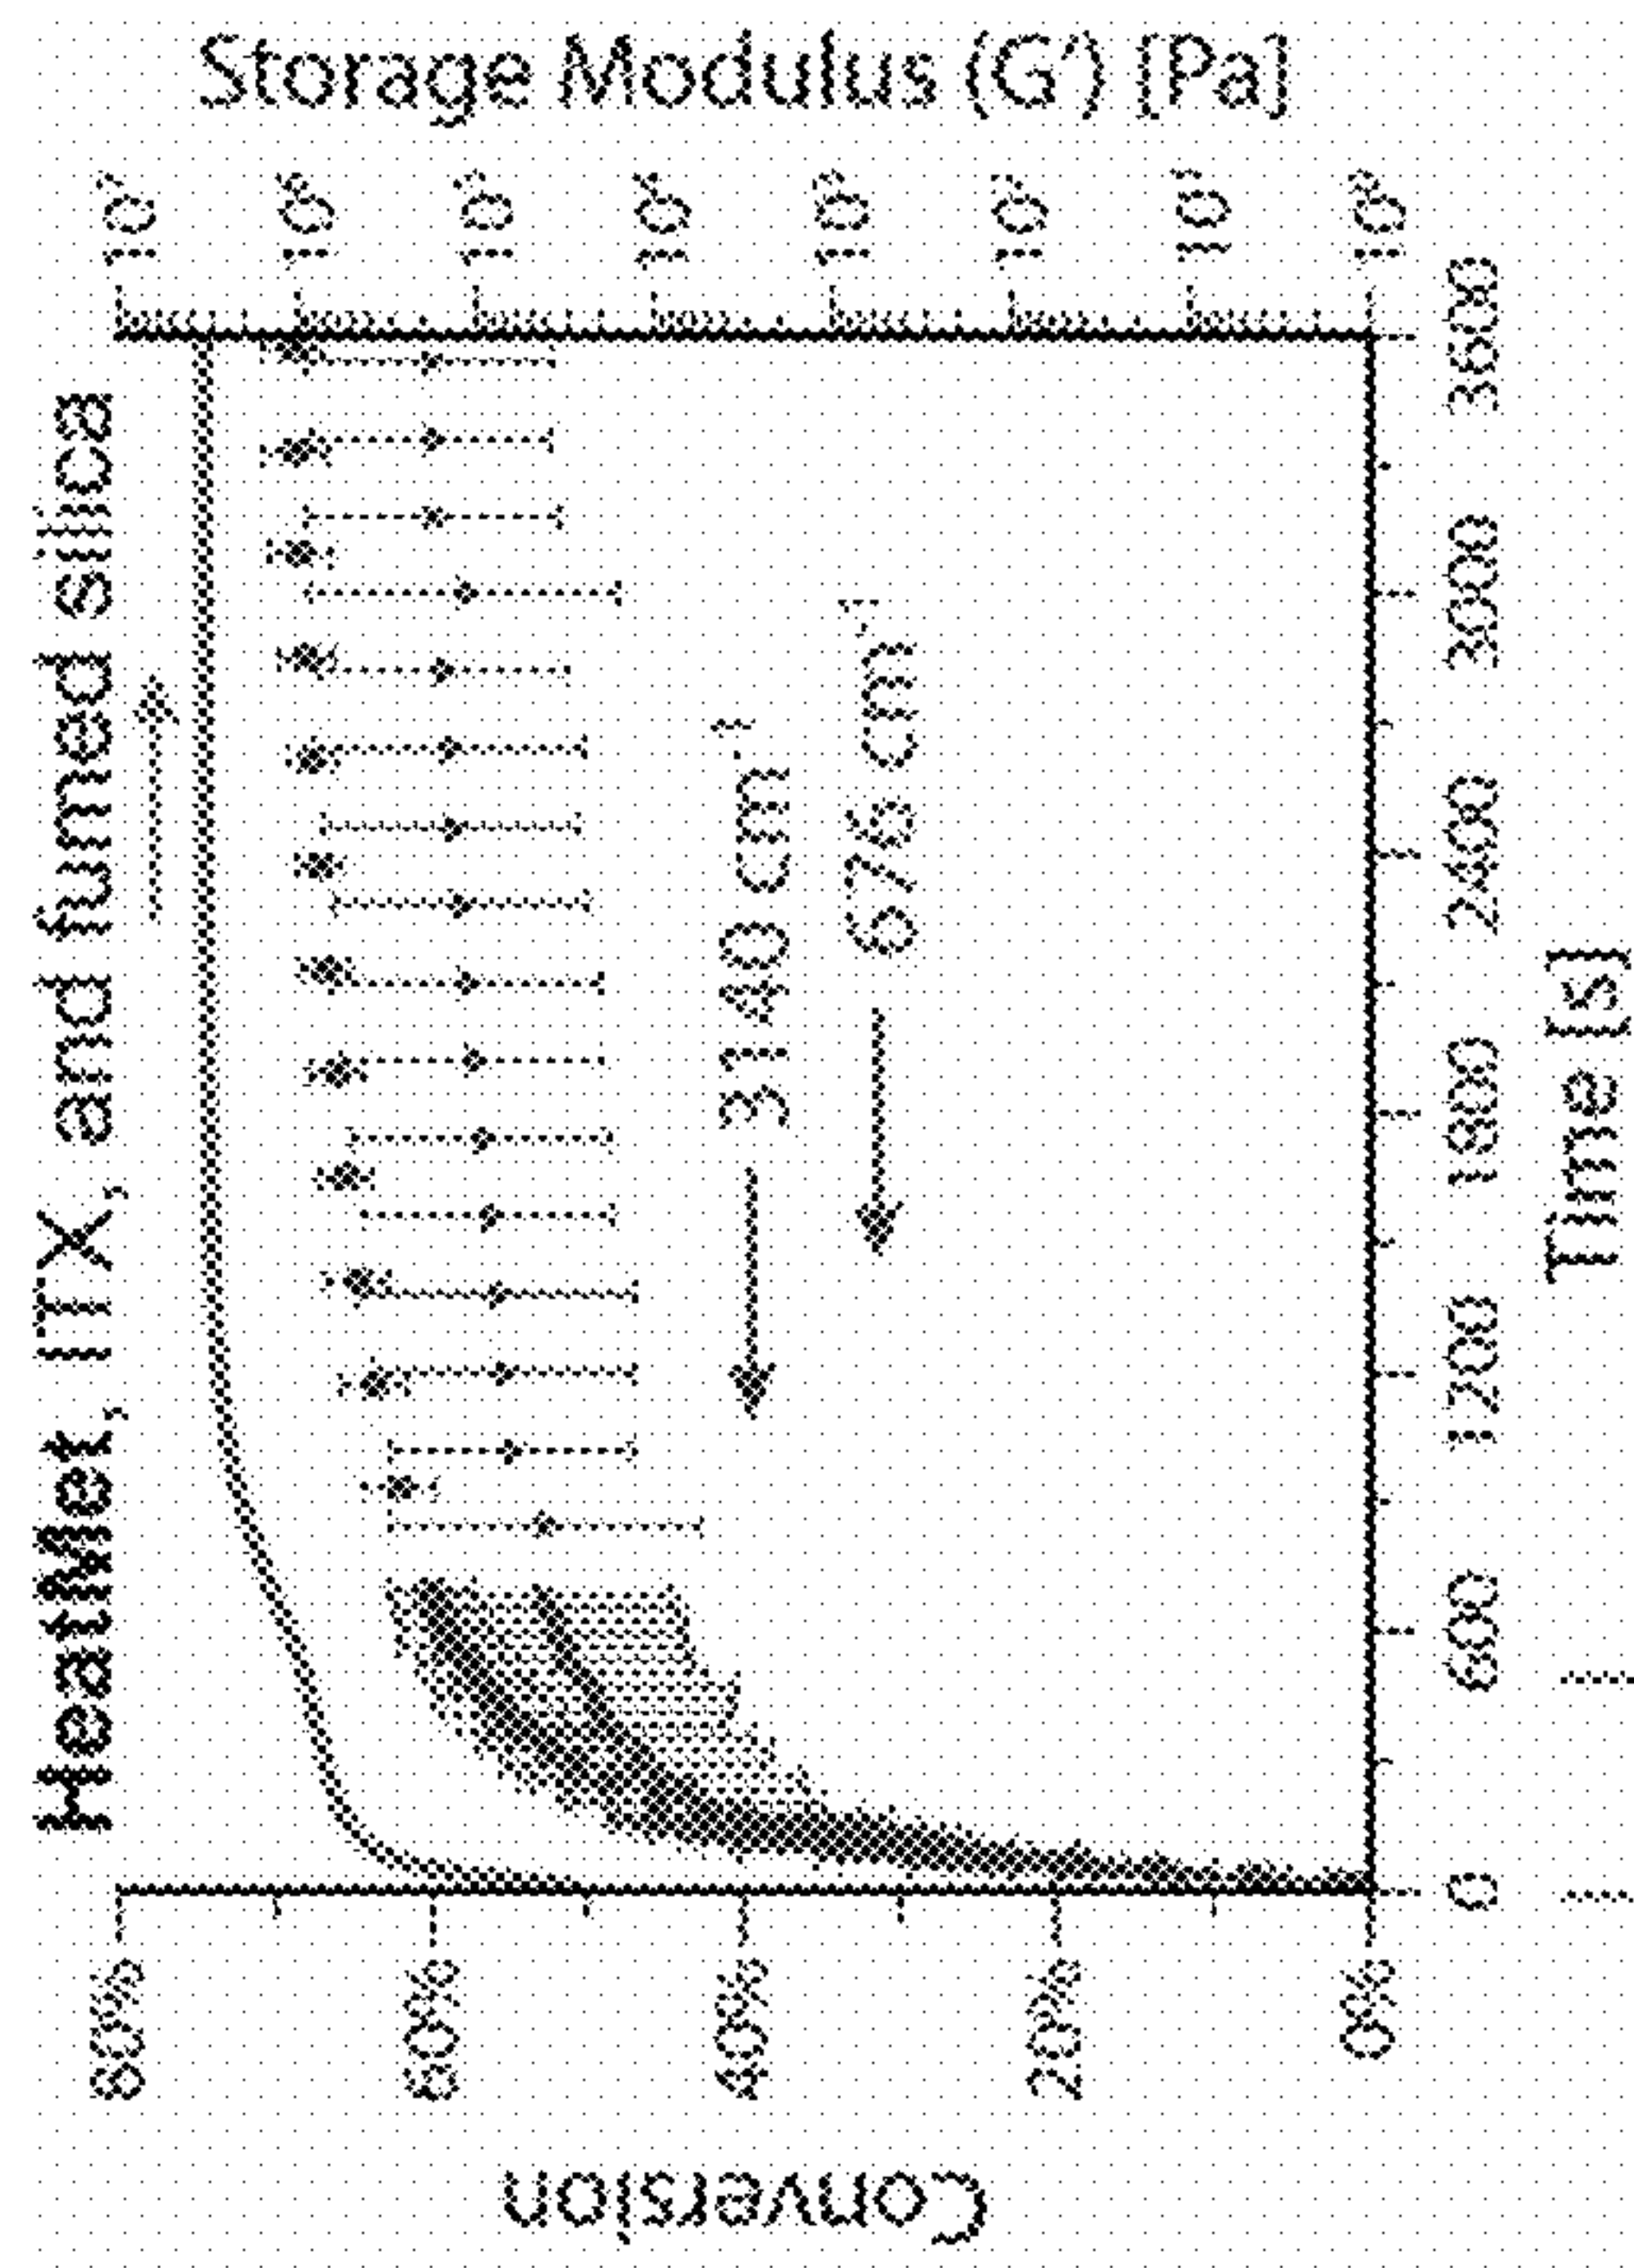 HeatMet, ITX, and fumed silica
Conversion
80%
60%
40%
20%
0%
3140 cm⁻¹
676 cm⁻¹
Storage Modulus (G′) [Pa]
10⁷
10⁶
10⁵
10⁴
10³
10²
10¹
10⁰
0 600 1200 1800 2400 3000 3600
Time [s]